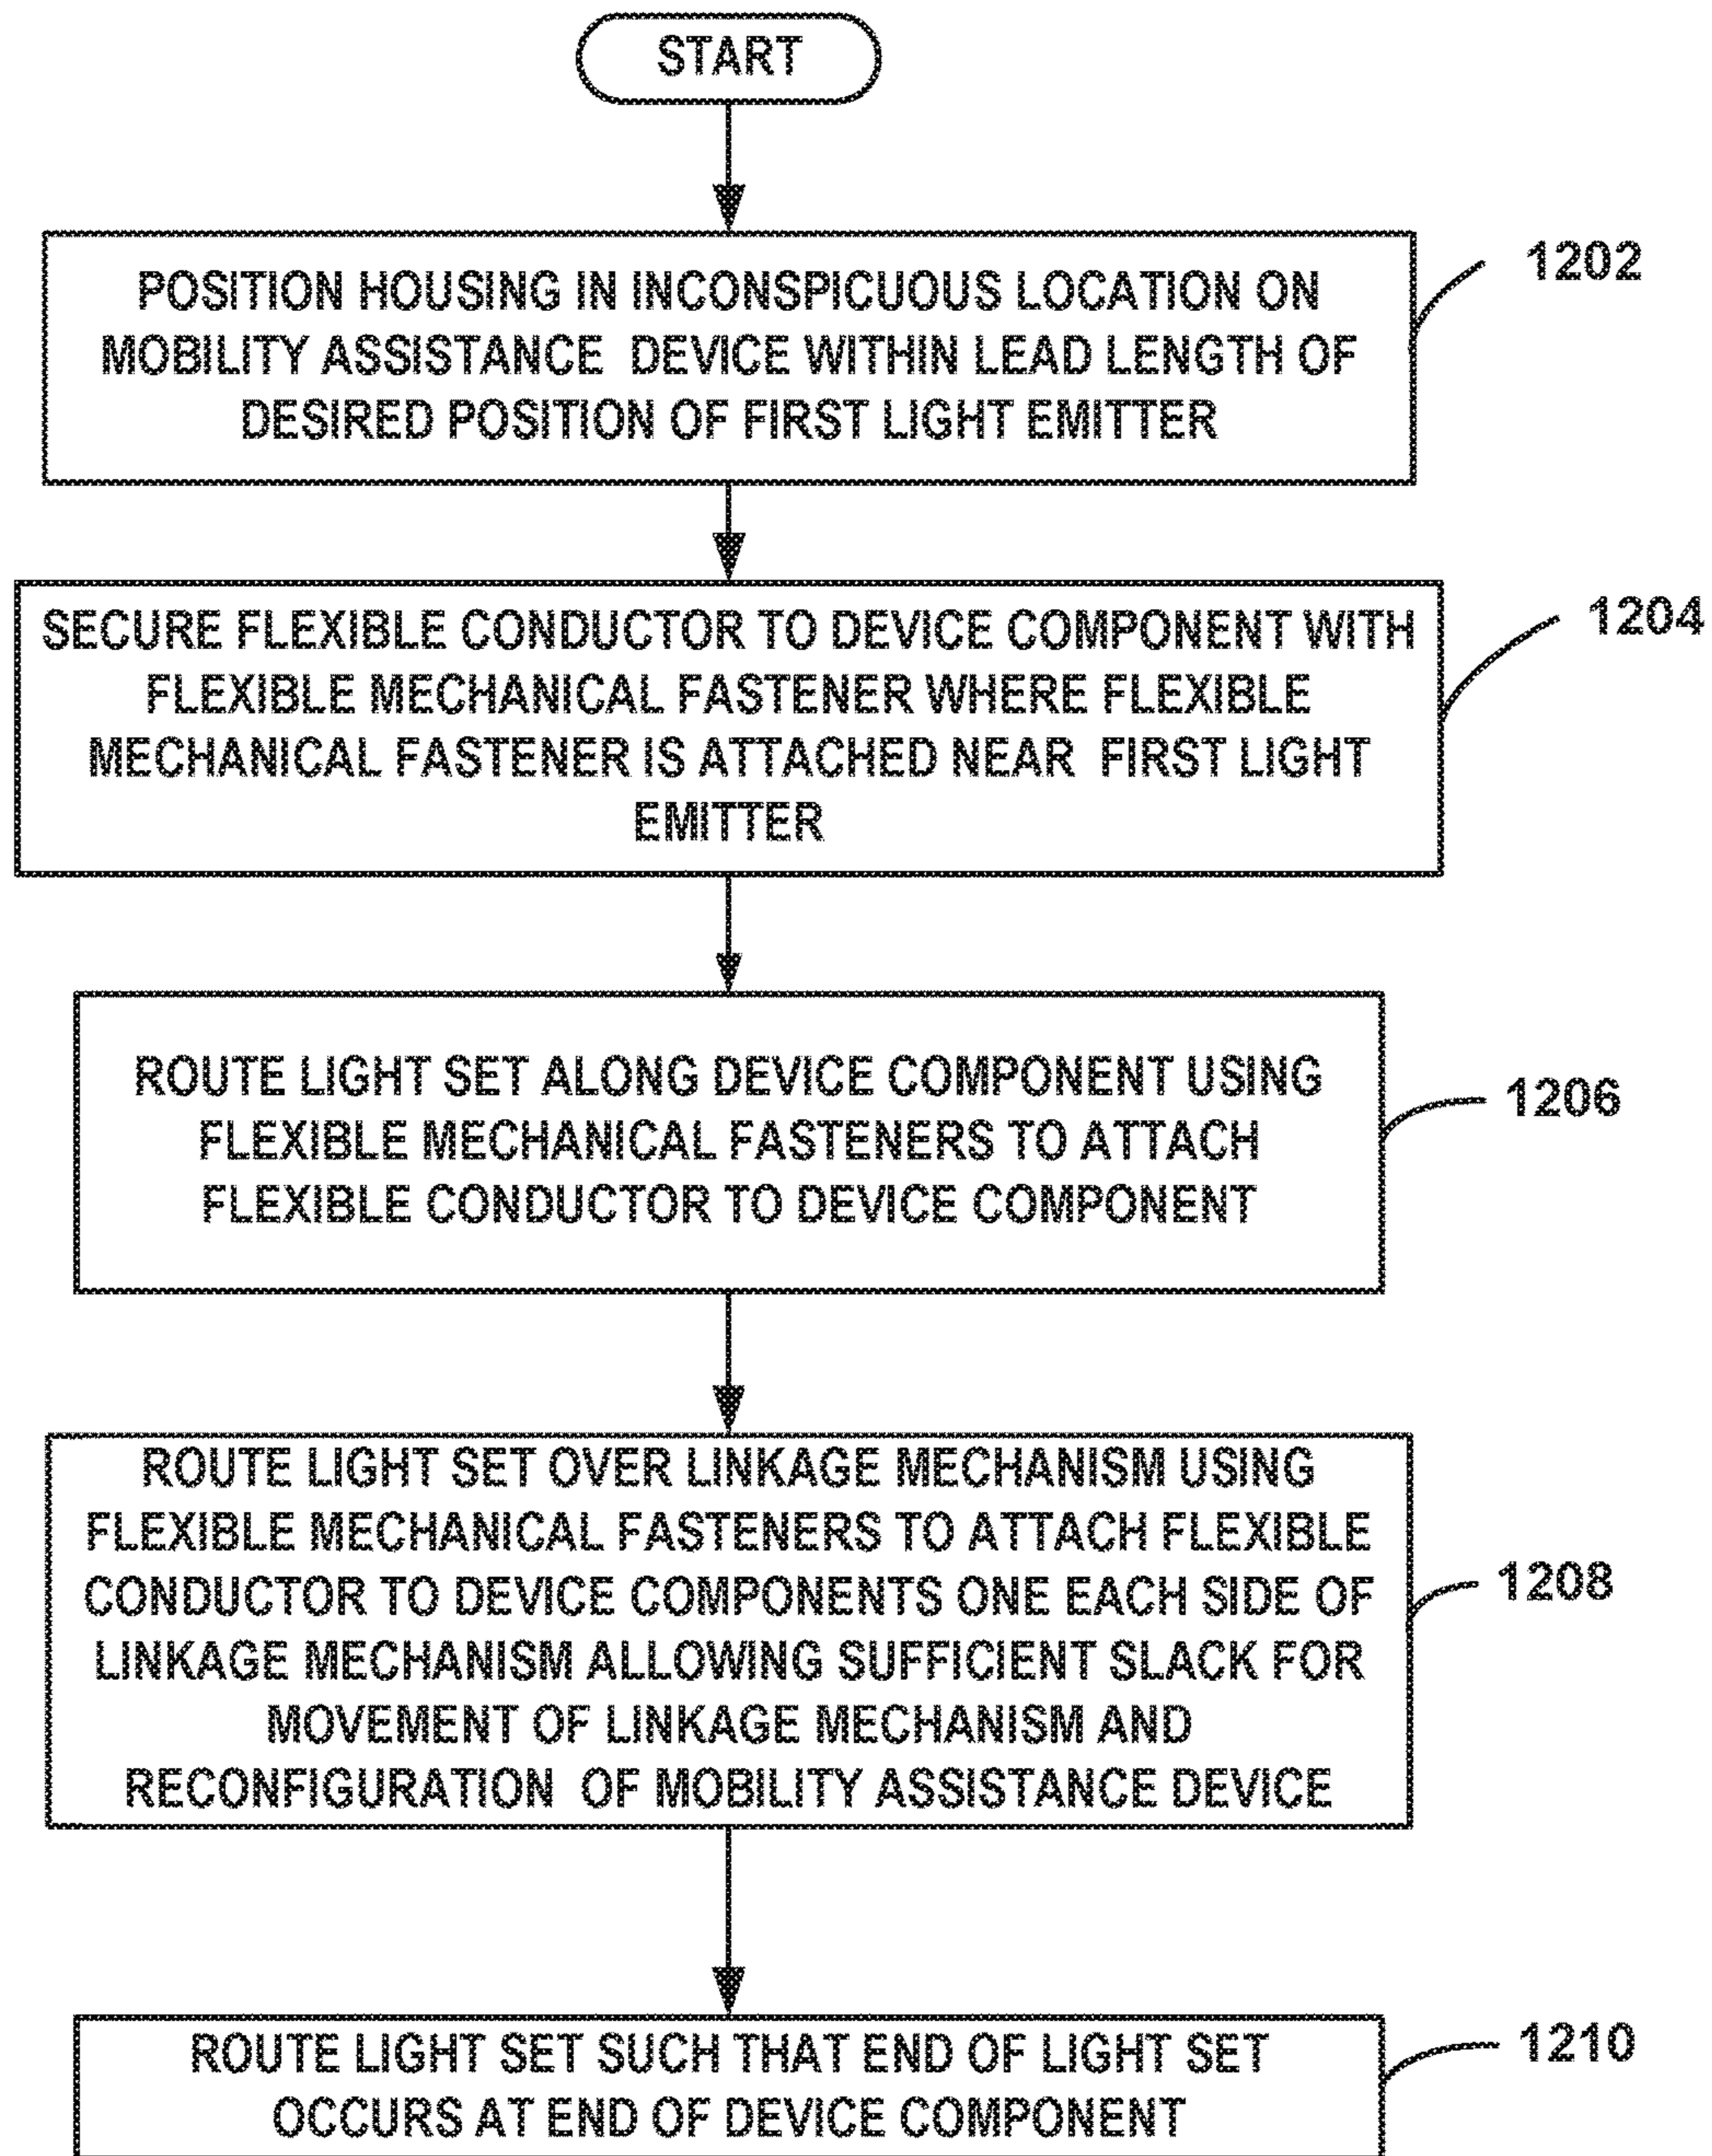 START
POSITION HOUSING IN INCONSPICUOUS LOCATION ON
MOBILITY ASSISTANCE DEVICE WITHIN LEAD LENGTH OF
DESIRED POSITION OF FIRST LIGHT EMITTER
1202
SECURE FLEXIBLE CONDUCTOR TO DEVICE COMPONENT WITH
FLEXIBLE MECHANICAL FASTENER WHERE FLEXIBLE
MECHANICAL FASTENER IS ATTACHED NEAR FIRST LIGHT
EMITTER
1204
ROUTE LIGHT SET ALONG DEVICE COMPONENT USING
FLEXIBLE MECHANICAL FASTENERS TO ATTACH
FLEXIBLE CONDUCTOR TO DEVICE COMPONENT
1206
ROUTE LIGHT SET OVER LINKAGE MECHANISM USING
FLEXIBLE MECHANICAL FASTENERS TO ATTACH FLEXIBLE
CONDUCTOR TO DEVICE COMPONENTS ONE EACH SIDE OF
LINKAGE MECHANISM ALLOWING SUFFICIENT SLACK FOR
MOVEMENT OF LINKAGE MECHANISM AND
RECONFIGURATION OF MOBILITY ASSISTANCE DEVICE
1208
ROUTE LIGHT SET SUCH THAT END OF LIGHT SET
OCCURS AT END OF DEVICE COMPONENT
1210